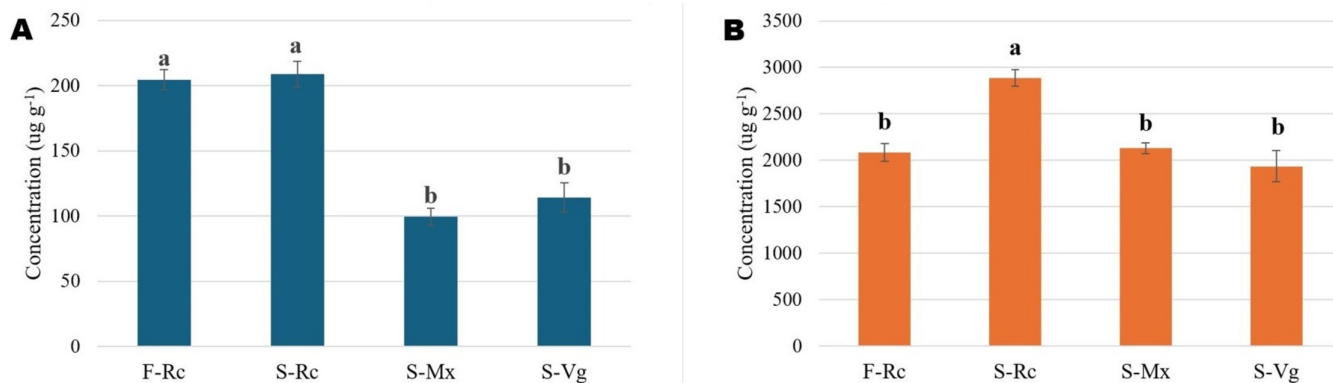 A
Concentration (ug g⁻¹)
250
200
150
100
50
0
a
a
b
b
F-Rc S-Rc S-Mx S-Vg
B
Concentration (ug g⁻¹)
3500
3000
2500
2000
1500
1000
500
0
b
a
b
b
F-Rc S-Rc S-Mx S-Vg